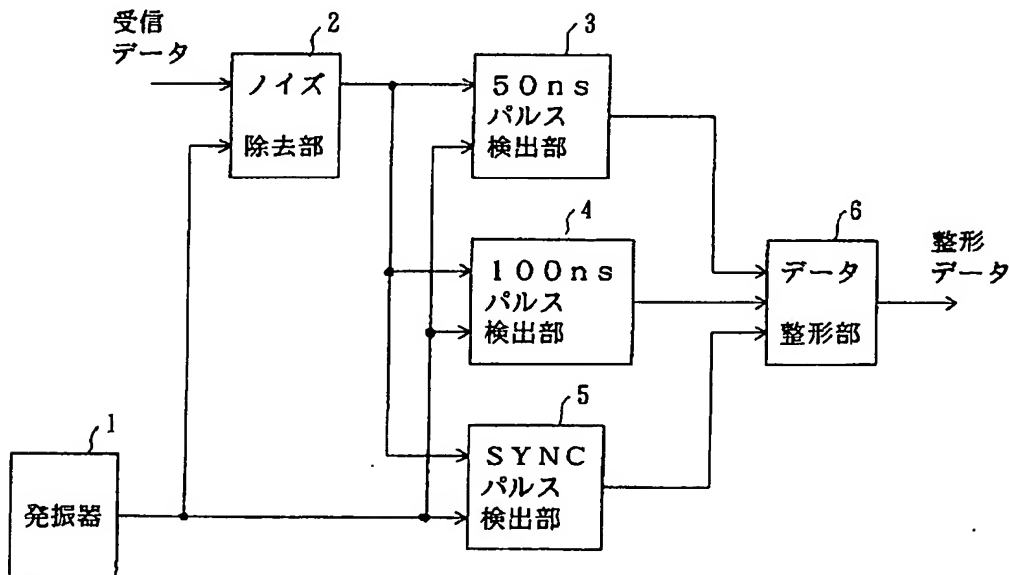 受信
データ
2
ノイズ
除去部
3
50ns
パルス
検出部
4
100ns
パルス
検出部
5
SYNC
パルス
検出部
6
データ
整形部
整形
データ
1
発振器